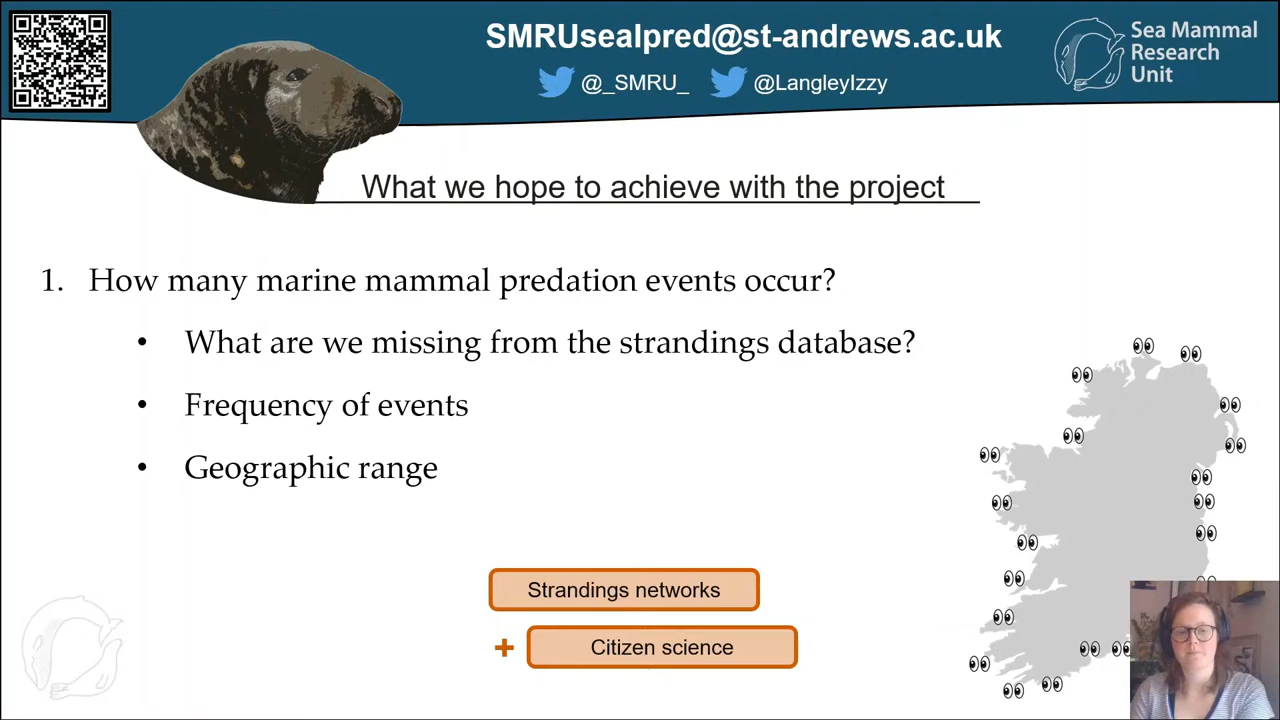 SMRUsealpred@st-andrews.ac.uk
@_SMRU_ @LangleyIzzy
Sea Mammal
Research
Unit
What we hope to achieve with the project
1. How many marine mammal predation events occur?
• What are we missing from the strandings database?
• Frequency of events
• Geographic range
Strandings networks
+ Citizen science